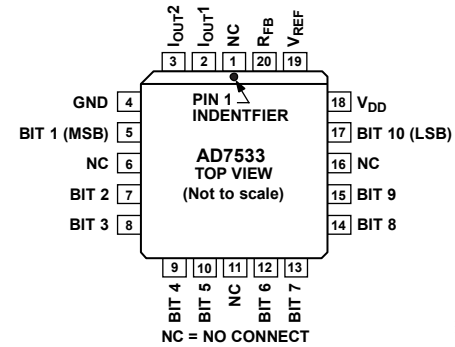 IOUT2 IOUT1 NC RFB VREF
3 2 1 20 19
GND 4
BIT 1 (MSB) 5
NC 6
BIT 2 7
BIT 3 8
PIN 1
INDENTFIER
AD7533
TOP VIEW
(Not to scale)
18 VDD
17 BIT 10 (LSB)
16 NC
15 BIT 9
14 BIT 8
9 10 11 12 13
BIT 4 BIT 5 NC BIT 6 BIT 7
NC = NO CONNECT